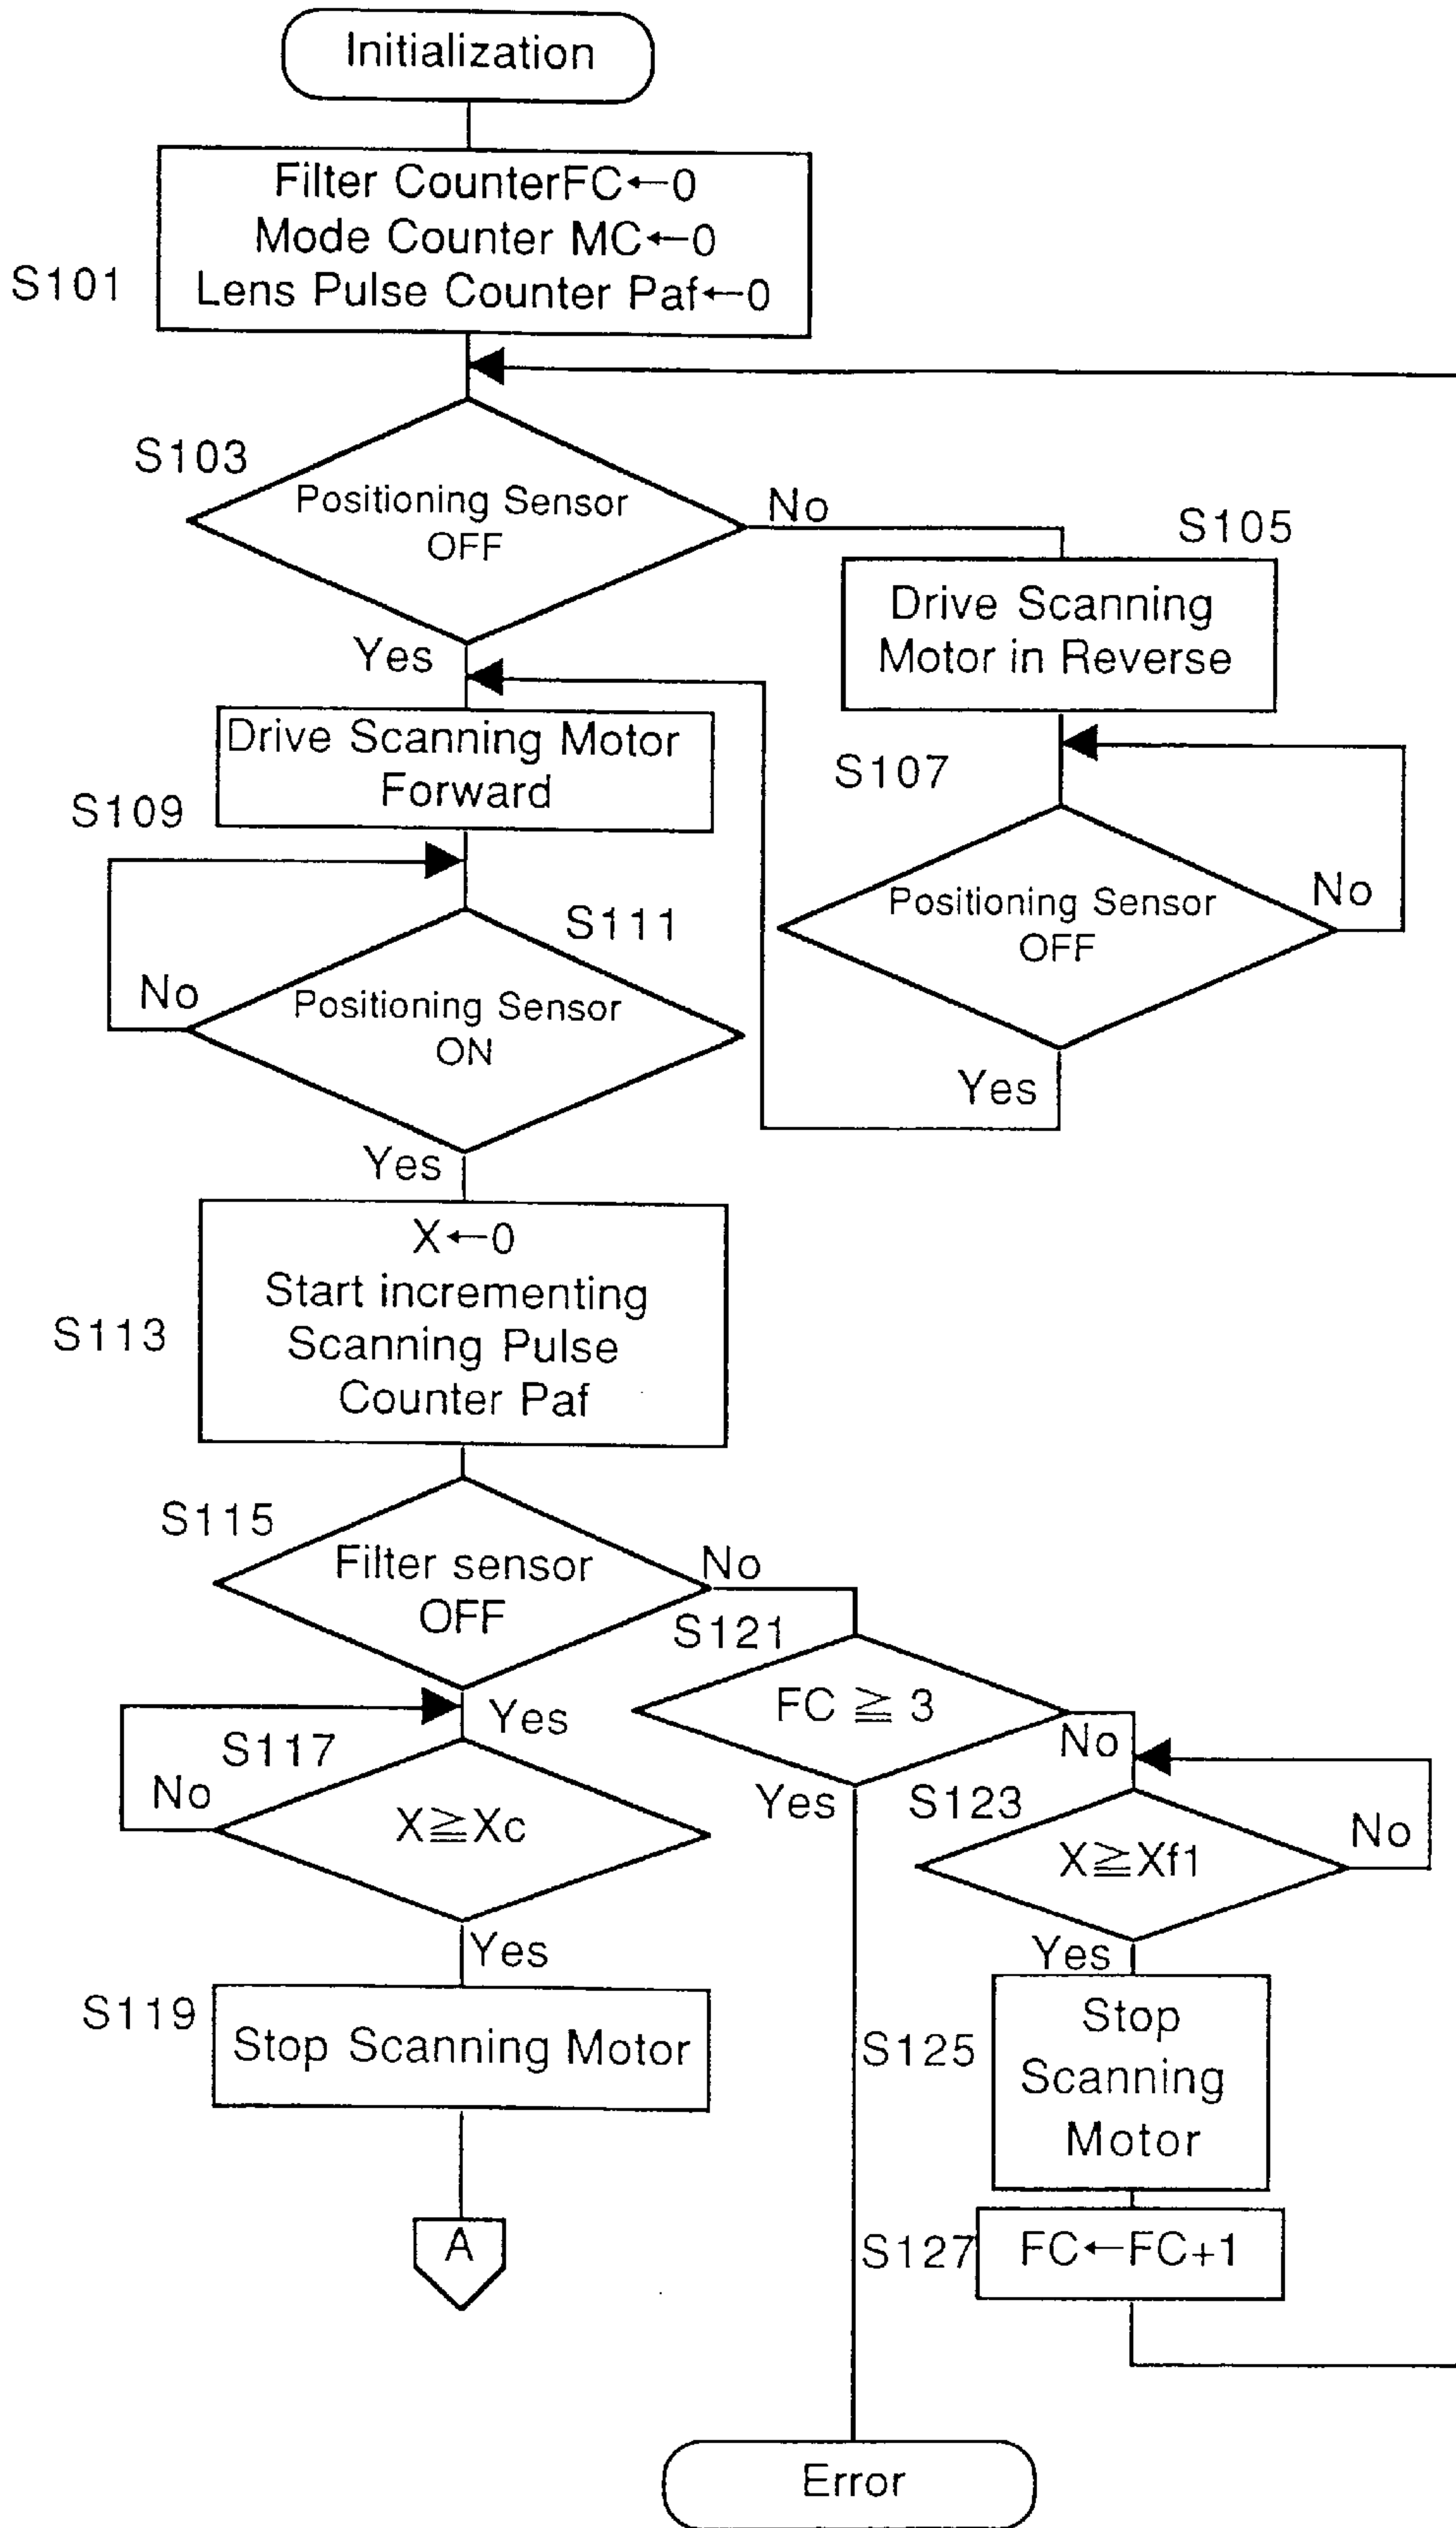 Initialization
Filter CounterFC←0
Mode Counter MC←0
Lens Pulse Counter Paf←0
S101
S103
Positioning Sensor
OFF
No
Yes
S105
Drive Scanning
Motor in Reverse
Drive Scanning Motor
Forward
S109
S107
Positioning Sensor
OFF
No
Yes
S111
No
Positioning Sensor
ON
Yes
X←0
Start incrementing
Scanning Pulse
Counter Paf
S113
S115
Filter sensor
OFF
No
Yes
S121
FC ≧ 3
No
Yes
S117
No
X≧Xc
Yes
S123
X≧Xf1
No
Yes
S119
Stop Scanning Motor
S125
Stop
Scanning
Motor
S127
FC←FC+1
A
Error